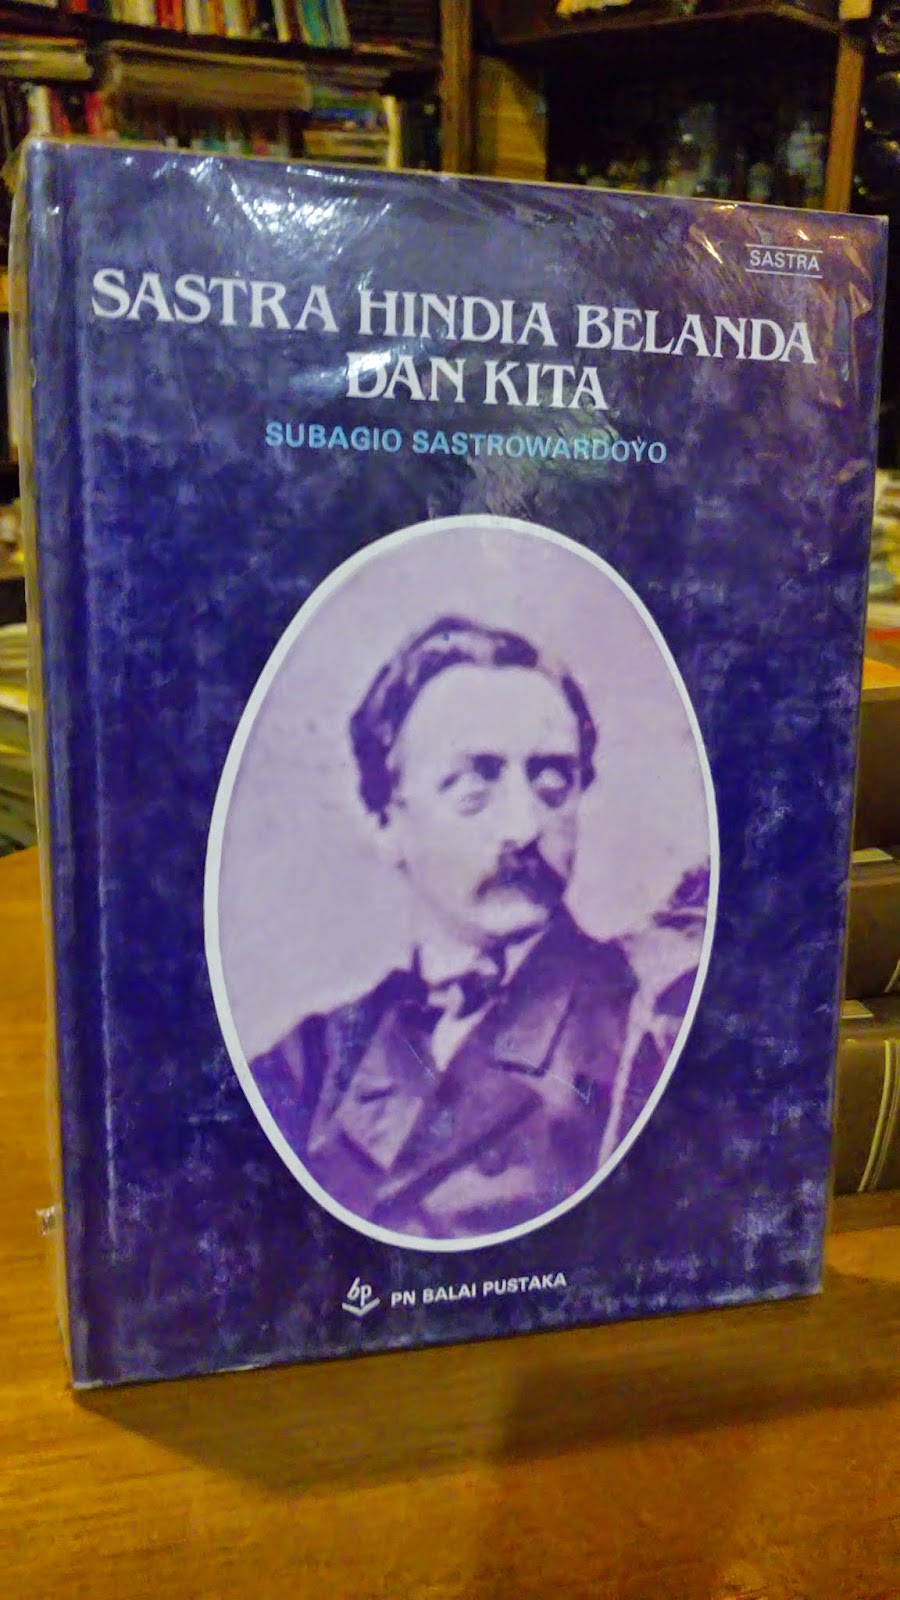 SASTRA
SASTRA HINDIA BELANDA
DAN KITA
SUBAGIO SASTROWARDOYO
bp PN BALAI PUSTAKA